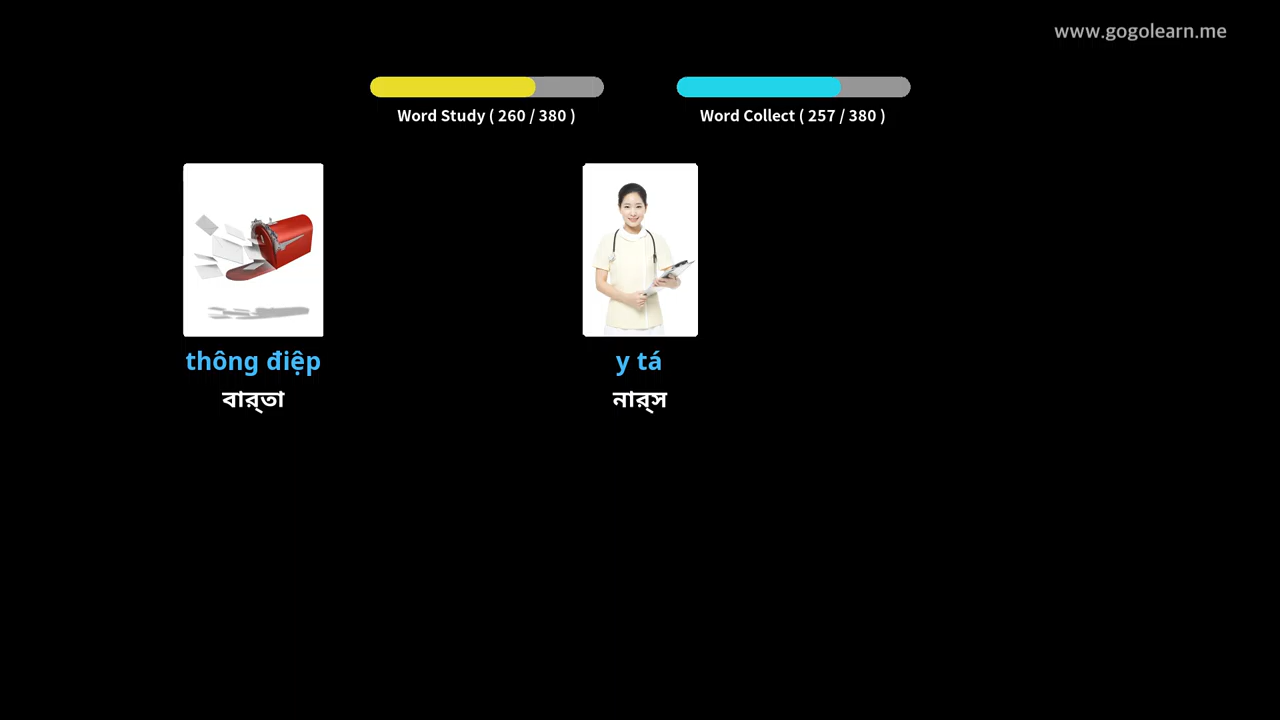 www.gogolearn.me
Word Study ( 260 / 380 )
Word Collect ( 257 / 380 )
thông điệp
বার্তা
y tá
নার্স